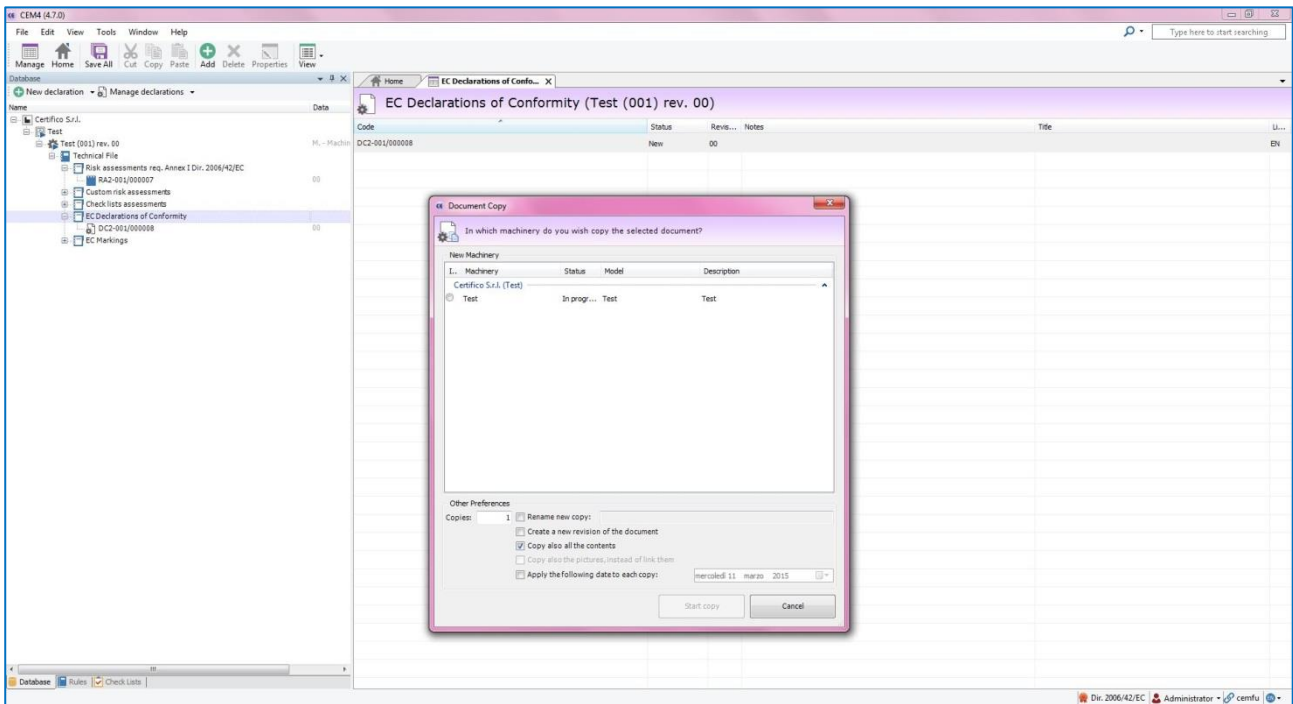 CEM4 (4.7.0)
File Edit View Tools Window Help
Type here to start searching
Manage Home Save All Cut Copy Paste Add Delete Properties View
Database
Home EC Declarations of Confo... X
New declaration Manage declarations
EC Declarations of Conformity (Test (001) rev. 00)
Name Data
Code Status Revis... Notes Title Li...
DC2-001/000008 New 00 EN
Certifico S.r.l.
Test
Test (001) rev. 00 M. - Machin
Technical File
Risk assessments req. Annex I Dir. 2006/42/EC
RA2-001/000007 00
Custom risk assessments
Check lists assessments
EC Declarations of Conformity
DC2-001/000008 00
EC Markings
Document Copy
In which machinery do you wish copy the selected document?
New Machinery
I... Machinery Status Model Description
Certifico S.r.l. (Test)
Test In progr... Test Test
Other Preferences
Copies: 1 Rename new copy:
Create a new revision of the document
Copy also all the contents
Copy also the pictures, instead of link them
Apply the following date to each copy: mercoledì 11 marzo 2015
Start copy Cancel
Database Rules Check Lists
Dir. 2006/42/EC Administrator cemfu